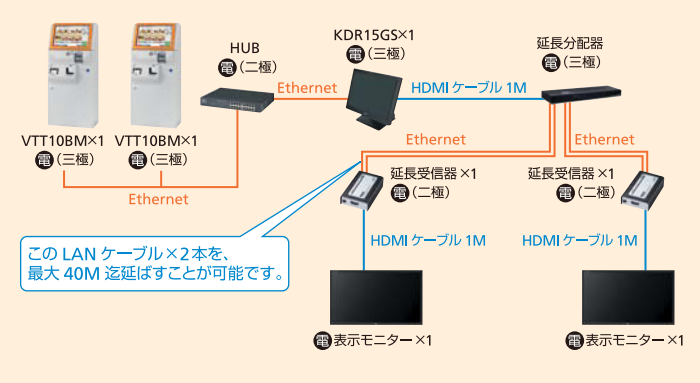 HUB
電(二極)
KDR15GS×1
電(三極)
延長分配器
電(三極)
Ethernet
HDMI ケーブル 1M
VTT10BM×1
電(三極)
VTT10BM×1
電(三極)
Ethernet
Ethernet
Ethernet
延長受信器×1
電(二極)
延長受信器×1
電(二極)
この LAN ケーブル×2本を、
最大 40M 迄延ばすことが可能です。
HDMI ケーブル 1M
HDMI ケーブル 1M
電表示モニター×1
電表示モニター×1